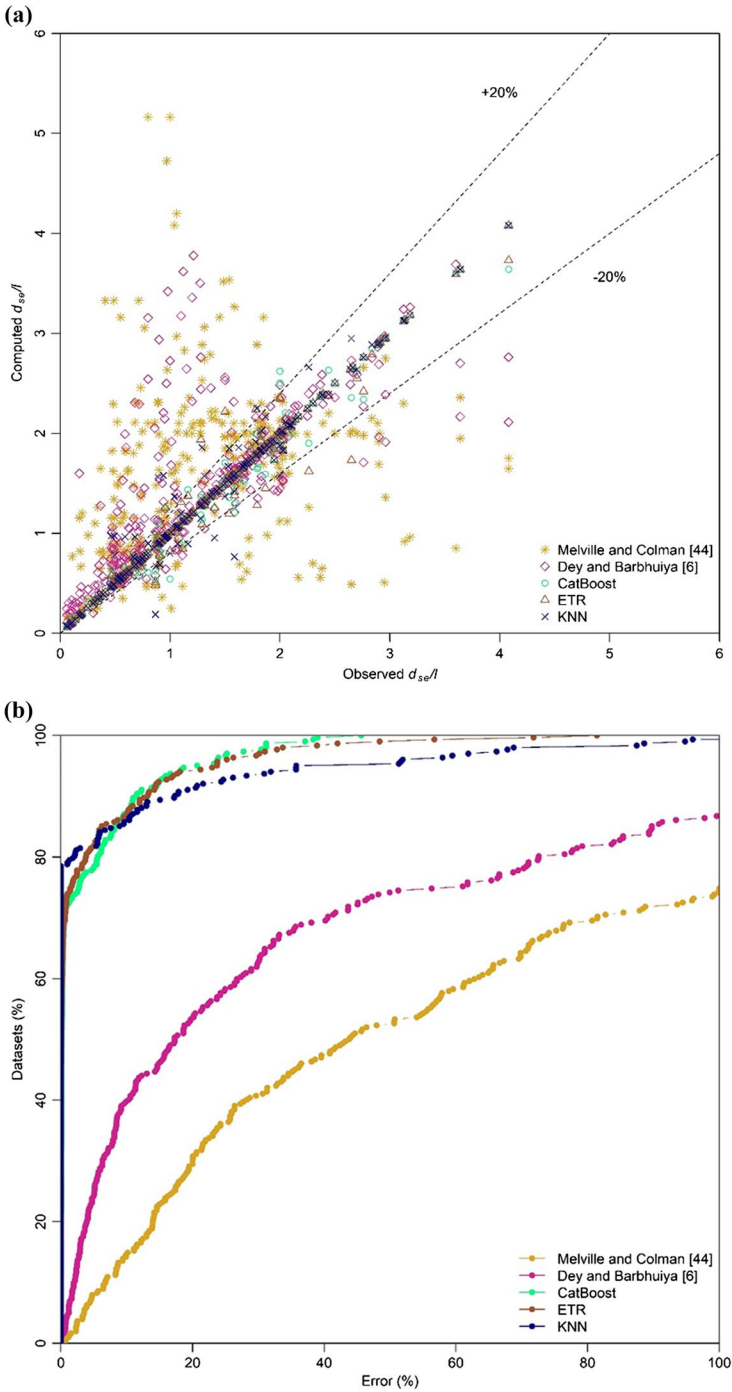 (a)
6
5
4
3
2
1
0
Computed dse/l
+20%
-20%
Melville and Colman [44]
Dey and Barbhuiya [6]
CatBoost
ETR
KNN
0 1 2 3 4 5 6
Observed dse/l
(b)
100
80
60
40
20
0
Datasets (%)
Melville and Colman [44]
Dey and Barbhuiya [6]
CatBoost
ETR
KNN
0 20 40 60 80 100
Error (%)